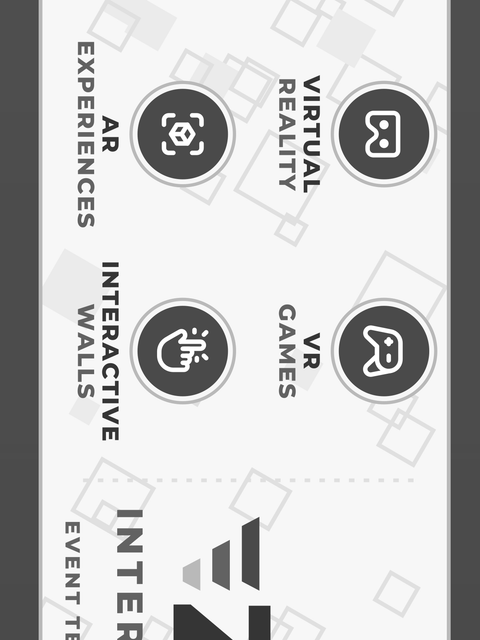 VIRTUAL
REALITY
VR
GAMES
AR
EXPERIENCES
INTERACTIVE
WALLS
INTER
EVENT TE